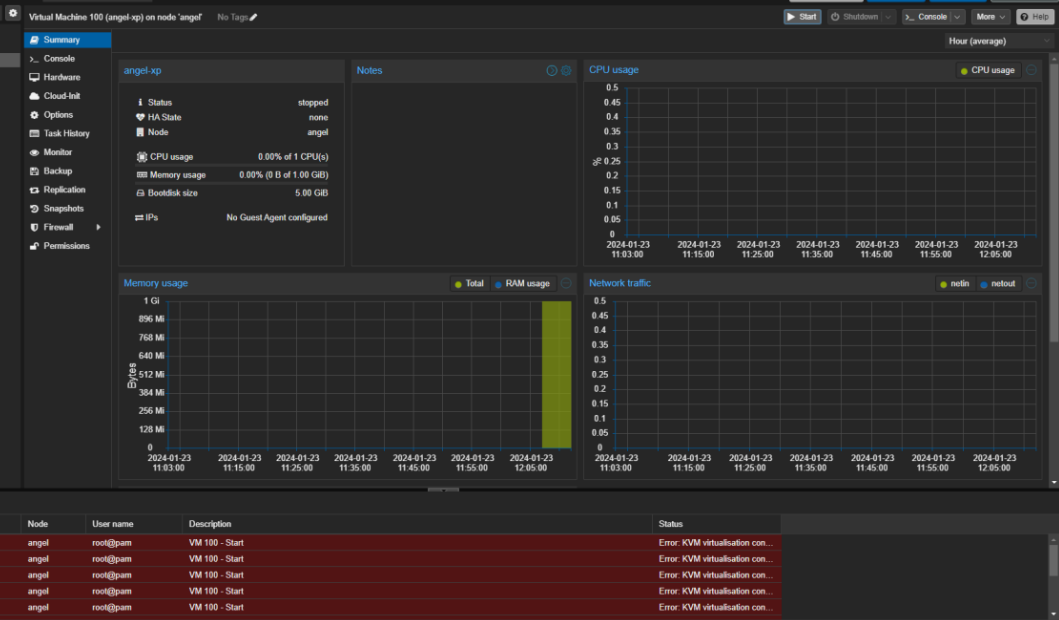 Virtual Machine 100 (angel-xp) on node 'angel' No Tags Start Shutdown Console More Help
Summary
Console
Hardware
Cloud-Init
Options
Task History
Monitor
Backup
Replication
Snapshots
Firewall
Permissions
Hour (average)
angel-xp
Status stopped
HA State none
Node angel
CPU usage 0.00% of 1 CPU(s)
Memory usage 0.00% (0 B of 1.00 GiB)
Bootdisk size 5.00 GiB
IPs No Guest Agent configured
Notes
CPU usage CPU usage
0.5
0.45
0.4
0.35
0.3
0.25
0.2
0.15
0.1
0.05
0
%
2024-01-23 2024-01-23 2024-01-23 2024-01-23 2024-01-23 2024-01-23 2024-01-23
11:03:00 11:15:00 11:25:00 11:35:00 11:45:00 11:55:00 12:05:00
Memory usage Total RAM usage
1 Gi
896 Mi
768 Mi
640 Mi
512 Mi
384 Mi
256 Mi
128 Mi
0
Bytes
2024-01-23 2024-01-23 2024-01-23 2024-01-23 2024-01-23 2024-01-23 2024-01-23
11:03:00 11:15:00 11:25:00 11:35:00 11:45:00 11:55:00 12:05:00
Network traffic netin netout
0.5
0.45
0.4
0.35
0.3
0.25
0.2
0.15
0.1
0.05
0
2024-01-23 2024-01-23 2024-01-23 2024-01-23 2024-01-23 2024-01-23 2024-01-23
11:03:00 11:15:00 11:25:00 11:35:00 11:45:00 11:55:00 12:05:00
Node User name Description Status
angel root@pam VM 100 - Start Error: KVM virtualisation con...
angel root@pam VM 100 - Start Error: KVM virtualisation con...
angel root@pam VM 100 - Start Error: KVM virtualisation con...
angel root@pam VM 100 - Start Error: KVM virtualisation con...
angel root@pam VM 100 - Start Error: KVM virtualisation con...